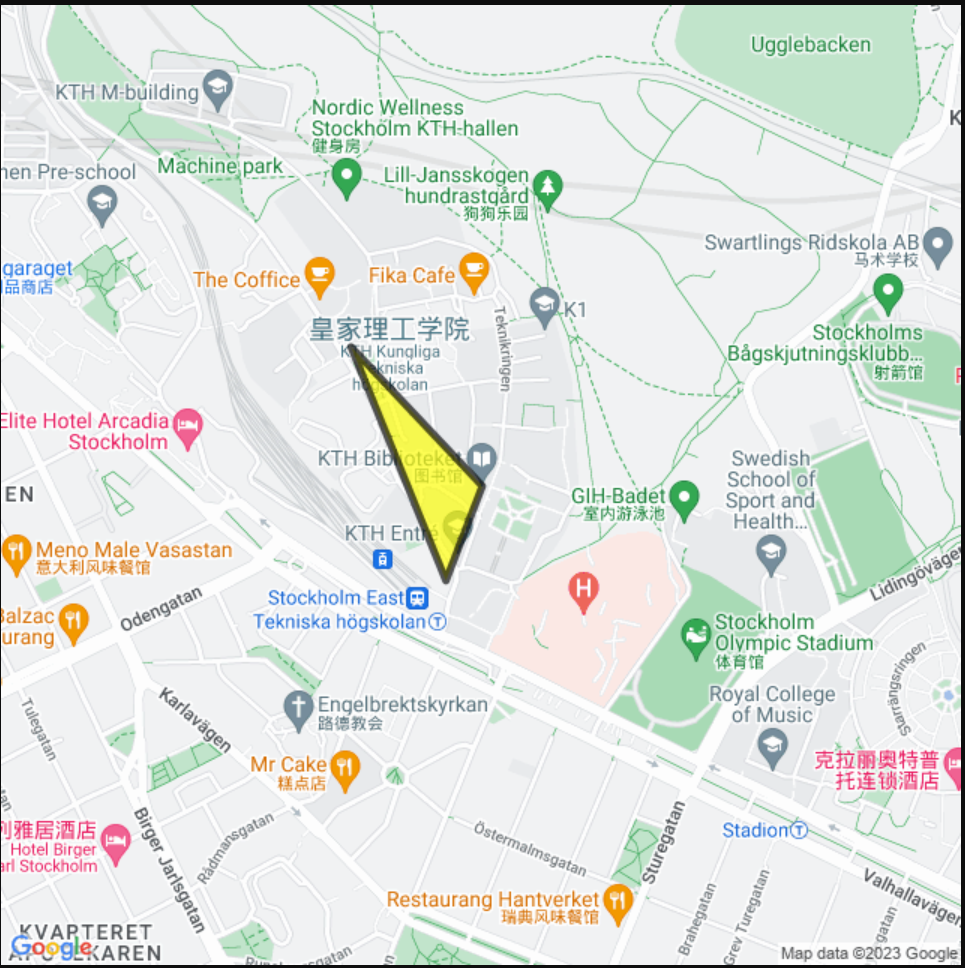 Ugglebacken
KTH M-building
Nordic Wellness
Stockholm KTH-hallen
健身房
Machine park
Pre-school
Lill-Jansskogen
hundrastgård
狗狗乐园
Swartlings Ridskola AB
马术学校
garaget
品商店
The Coffice
Fika Cafe
K1
Teknikringen
皇家理工学院
KTH Kungliga
högskolan
Stockholms
Bågskjutningsklubb...
射箭馆
Elite Hotel Arcadia
Stockholm
KTH Biblioteket
图书馆
Swedish
School of
Sport and
Health...
EN
GIH-Badet
室内游泳池
KTH Entré
Meno Male Vasastan
意大利风味餐馆
Lidingövägen
H
Stockholm East
Tekniska högskolan T
Odengatan
Balzac
Stockholm
Olympic Stadium
体育馆
Starrängsringen
Royal College
of Music
Tulegatan
Karlavägen
Engelbrektskyrkan
路德教会
Mr Cake
糕点店
克拉丽奥特普
托连锁酒店
Stadion T
雅居酒店
Hotel Birger
Stockholm
Birger Jarlsgatan
Rådmansgatan
Östermalmsgatan
Sturegatan
Valhallavägen
Restaurang Hantverket
瑞典风味餐馆
Brahegatan
Grev Turegatan
KVARTERET
Google
Map data ©2023 Google